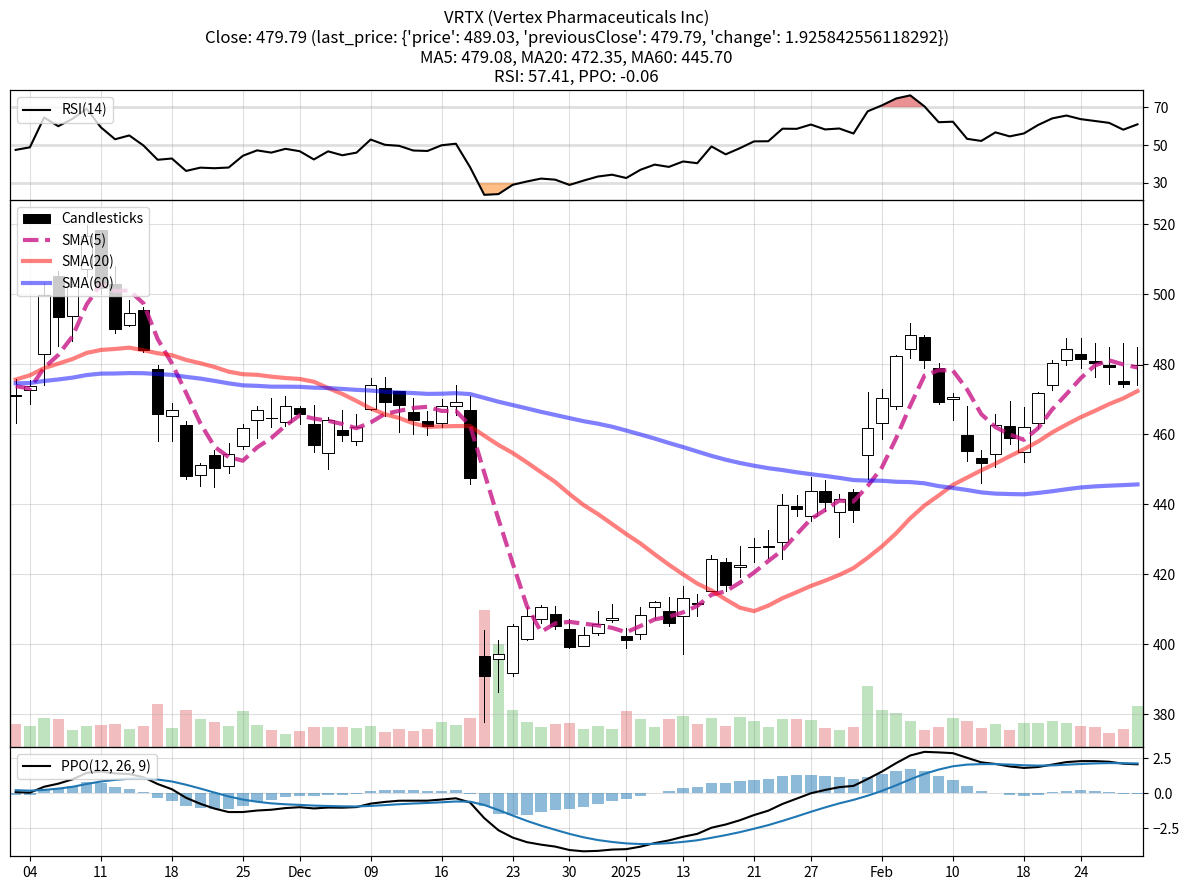 VRTX (Vertex Pharmaceuticals Inc)
Close: 479.79 (last_price: {'price': 489.03, 'previousClose': 479.79, 'change': 1.925842556118292})
MA5: 479.08, MA20: 472.35, MA60: 445.70
RSI: 57.41, PPO: -0.06
RSI(14)
70
50
30
Candlesticks
SMA(5)
SMA(20)
SMA(60)
520
500
480
460
440
420
400
380
PPO(12, 26, 9)
2.5
0.0
−2.5
04 11 18 25 Dec 09 16 23 30 2025 13 21 27 Feb 10 18 24